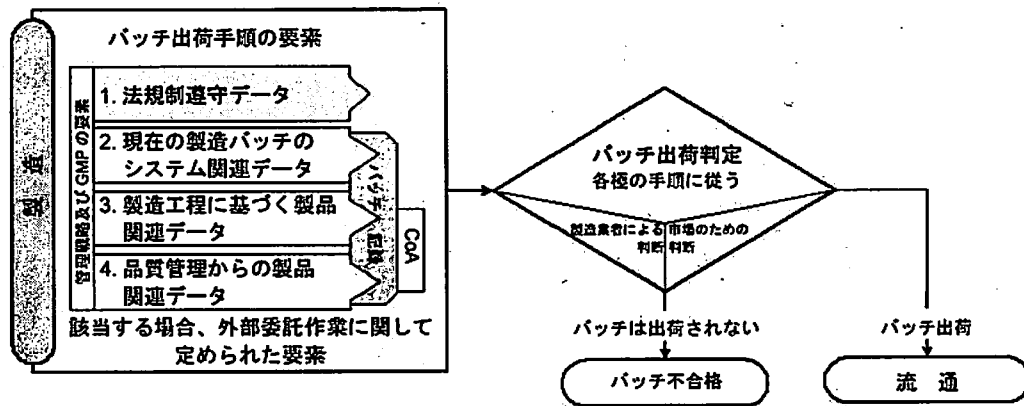 製造
バッチ出荷手順の要素
管理戦略及びGMPの要素
1. 法規制遵守データ
2. 現在の製造バッチの
システム関連データ
3. 製造工程に基づく製品
関連データ
4. 品質管理からの製品
関連データ
バッチ記録
CoA
該当する場合、外部委託作業に関して
定められた要素
バッチ出荷判定
各極の手順に従う
製造業者による
判断
市場のための
判断
バッチは出荷されない
バッチ出荷
バッチ不合格
流 通